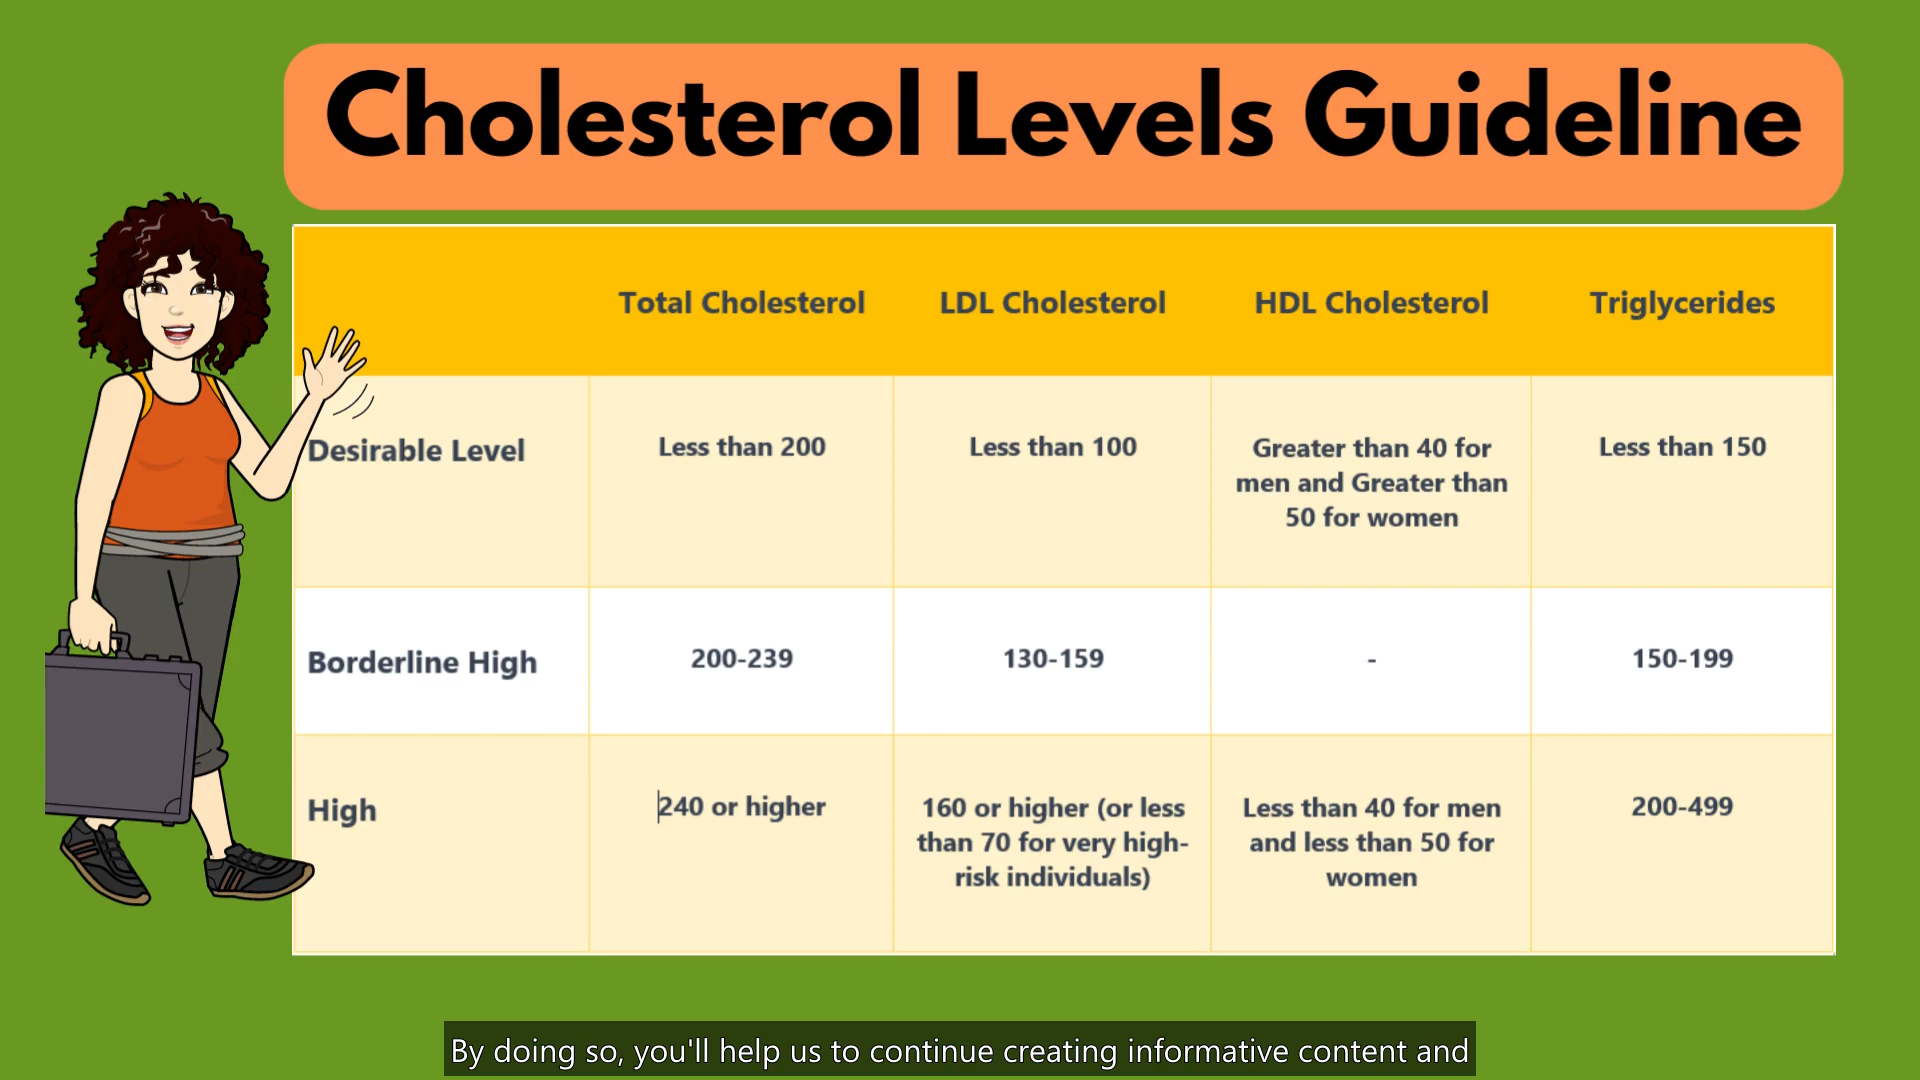 Cholesterol Levels Guideline
Total Cholesterol LDL Cholesterol HDL Cholesterol Triglycerides
Desirable Level Less than 200 Less than 100 Greater than 40 for
men and Greater than
50 for women Less than 150
Borderline High 200-239 130-159 - 150-199
High 240 or higher 160 or higher (or less
than 70 for very high-
risk individuals) Less than 40 for men
and less than 50 for
women 200-499
By doing so, you'll help us to continue creating informative content and